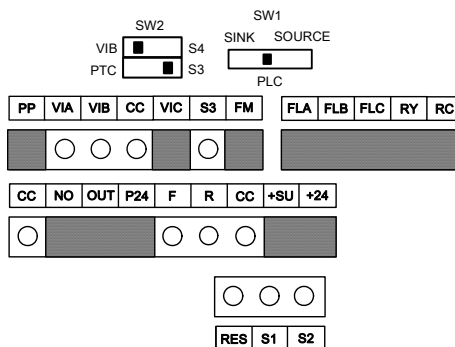 SW2
SW1
VIB S4
SINK SOURCE
PTC S3
PLC
PP VIA VIB CC VIC S3 FM FLA FLB FLC RY RC
CC NO OUT P24 F R CC +SU +24
RES S1 S2